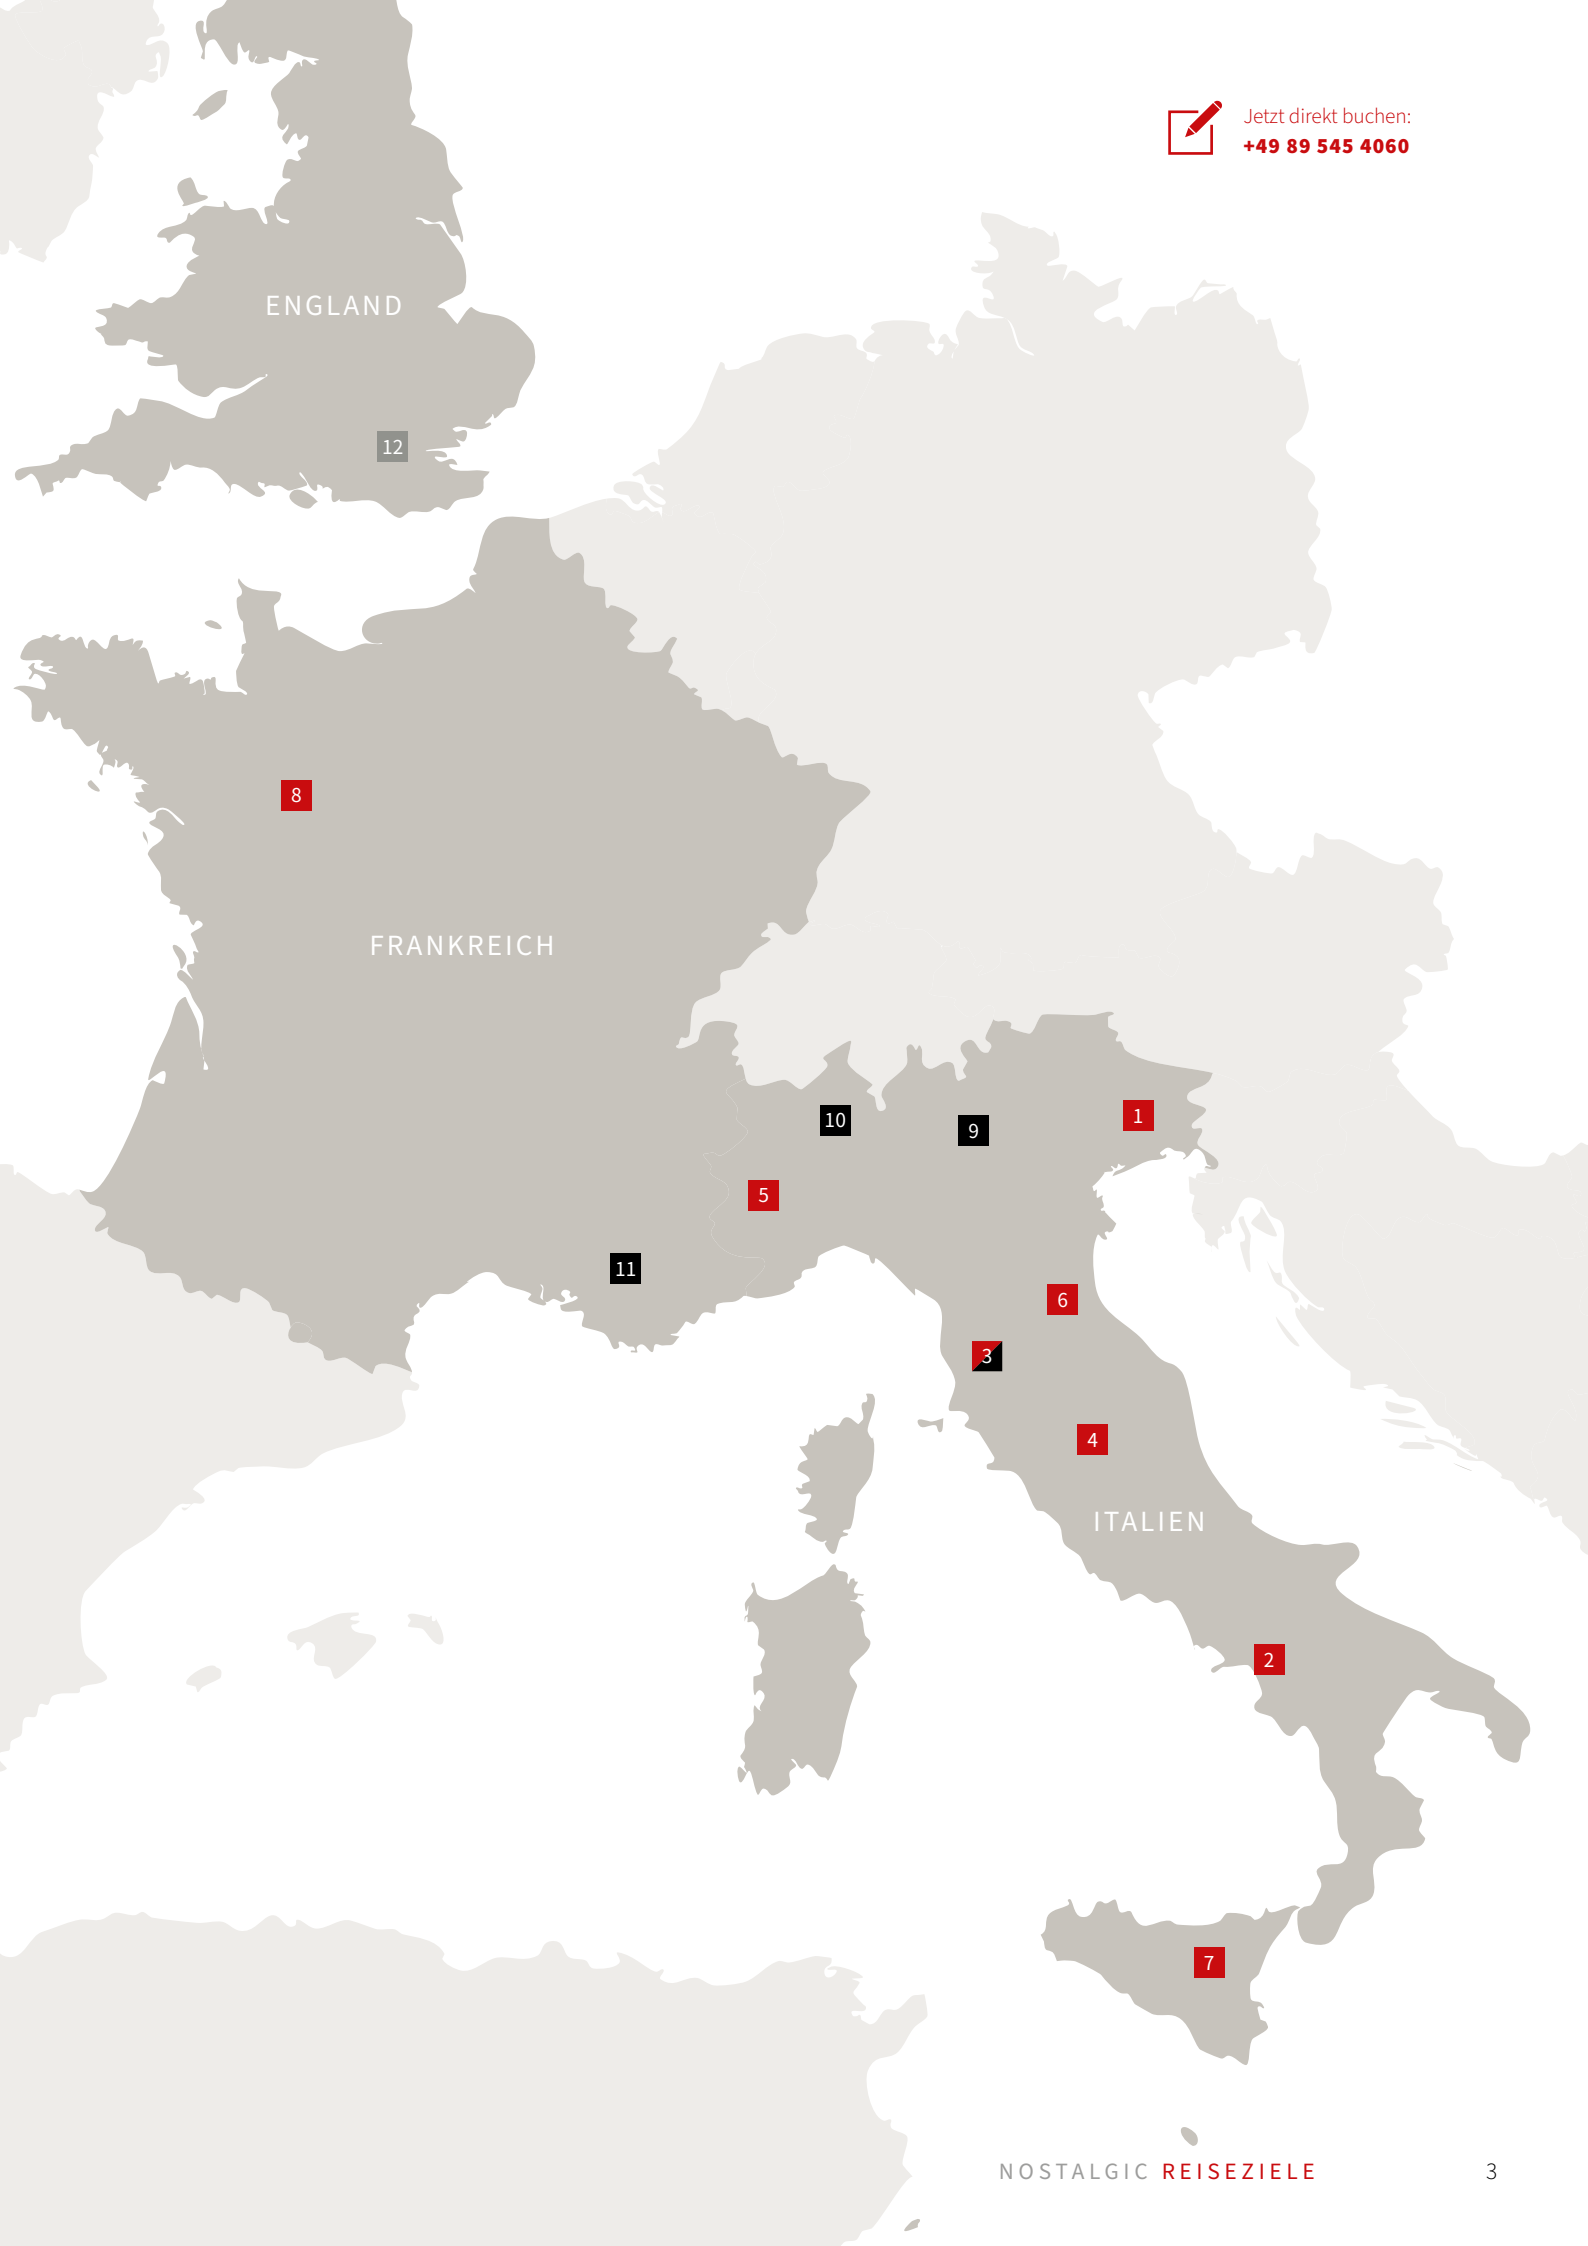 Jetzt direkt buchen:
+49 89 545 4060
ENGLAND
12
8
FRANKREICH
10
9
1
5
11
6
3
4
ITALIEN
2
7
NOSTALGIC REISEZIELE
3